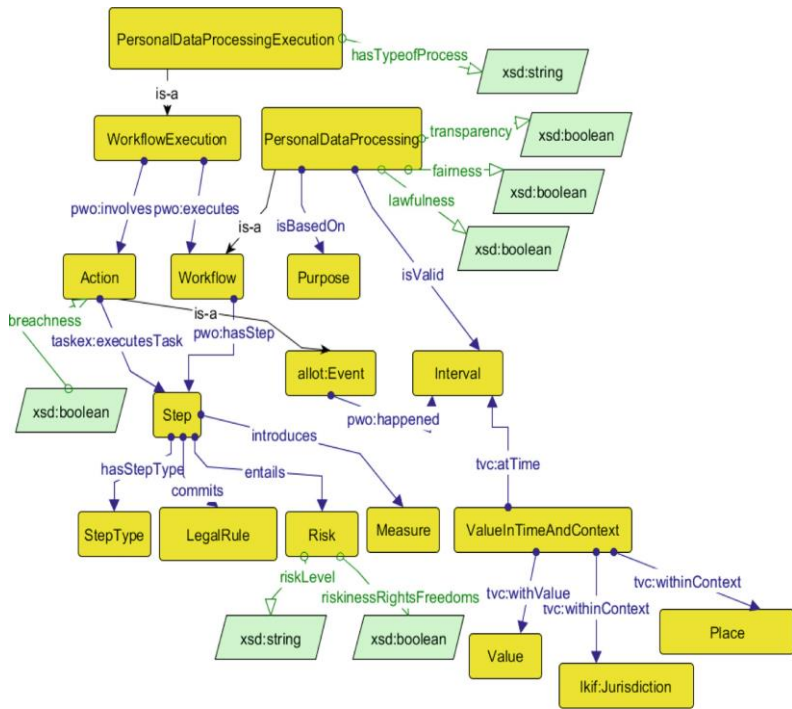 PersonalDataProcessingExecution
hasTypeofProcess
xsd:string
is-a
WorkflowExecution
PersonalDataProcessing
transparency
xsd:boolean
fairness
xsd:boolean
lawfulness
xsd:boolean
pwo:involves
pwo:executes
is-a
isBasedOn
isValid
Action
Workflow
Purpose
breachness
is-a
pwo:hasStep
taskex:executesTask
allot:Event
Interval
xsd:boolean
pwo:happened
Step
introduces
tvc:atTime
hasStepType
entails
commits
StepType
LegalRule
Risk
Measure
ValueInTimeAndContext
riskLevel
riskinessRightsFreedoms
tvc:withValue
tvc:withinContext
tvc:withinContext
xsd:string
xsd:boolean
Place
Value
lkif:Jurisdiction